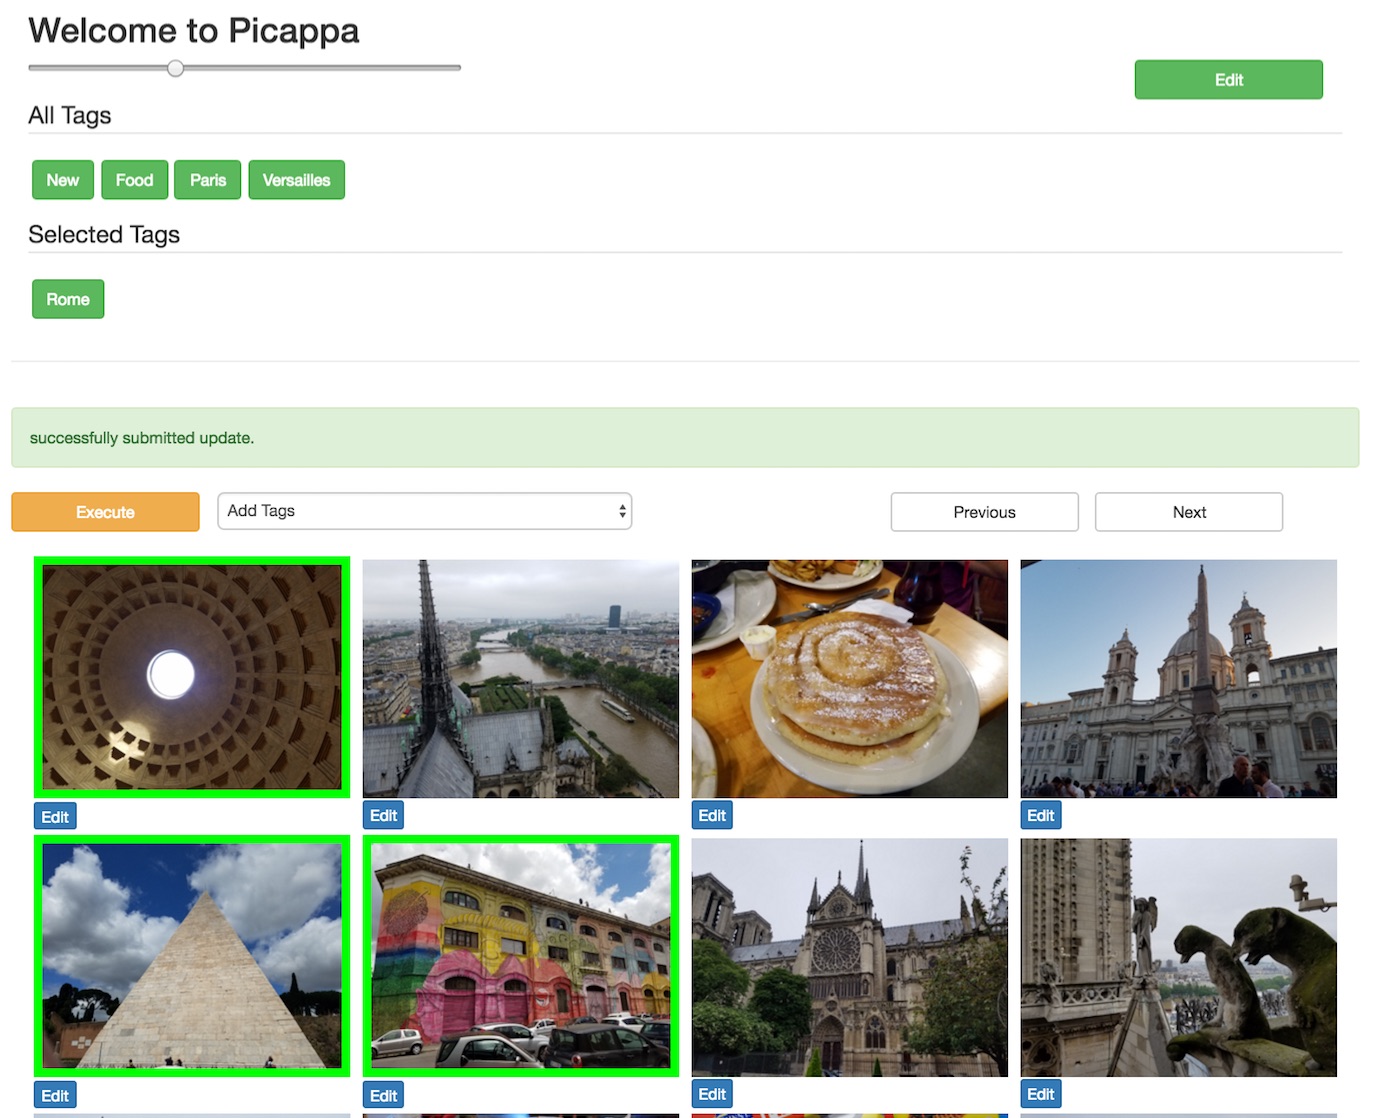 Welcome to Picappa
Edit
All Tags
New Food Paris Versailles
Selected Tags
Rome
successfully submitted update.
Execute Add Tags Previous Next
Edit Edit Edit Edit
Edit Edit Edit Edit